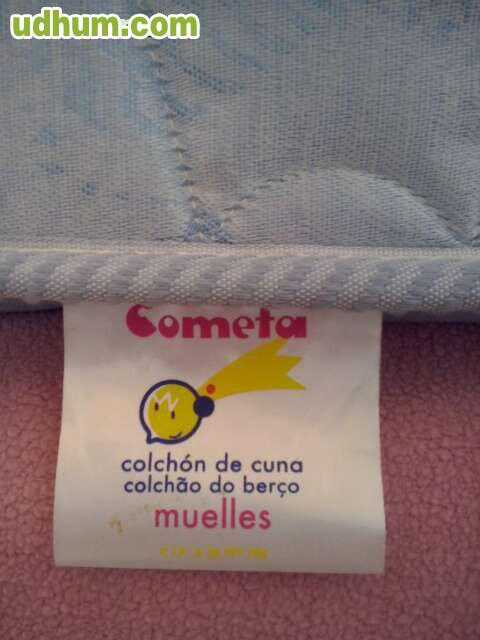 udhum.com
Cometa
colchón de cuna
colchão do berço
muelles